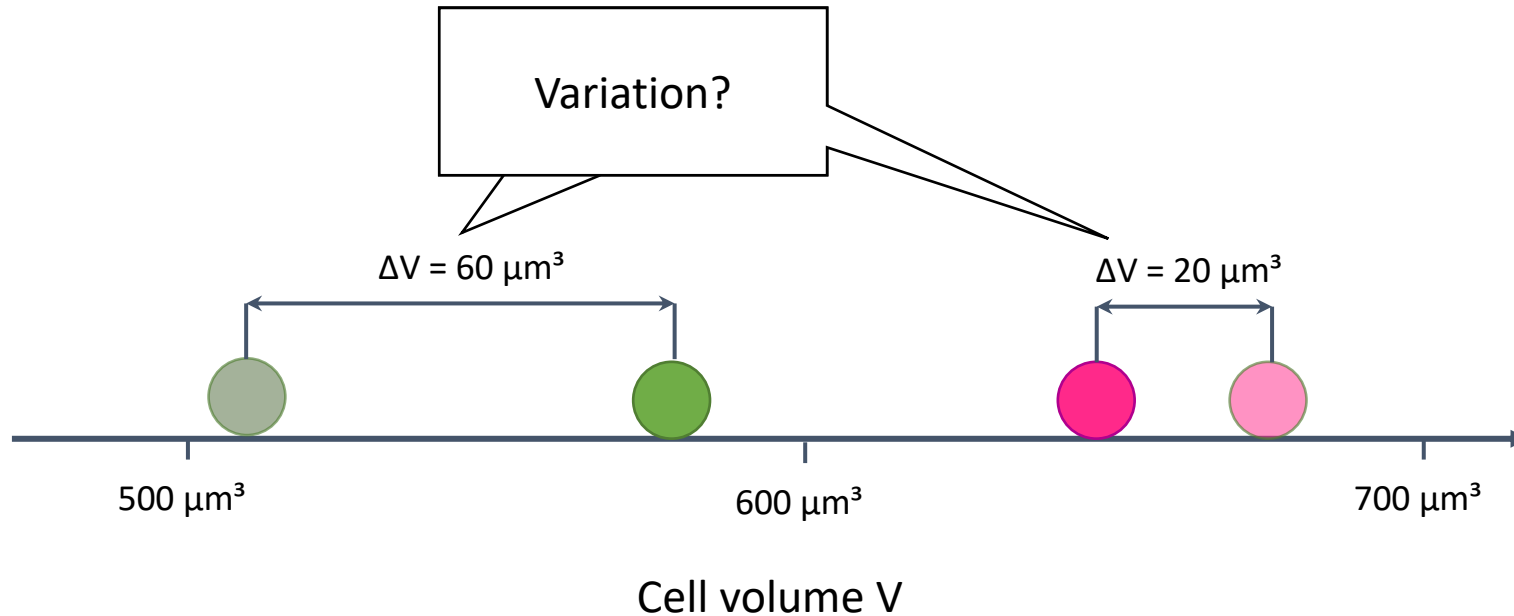 Variation?
ΔV = 60 µm³
ΔV = 20 µm³
500 µm³
600 µm³
700 µm³
Cell volume V